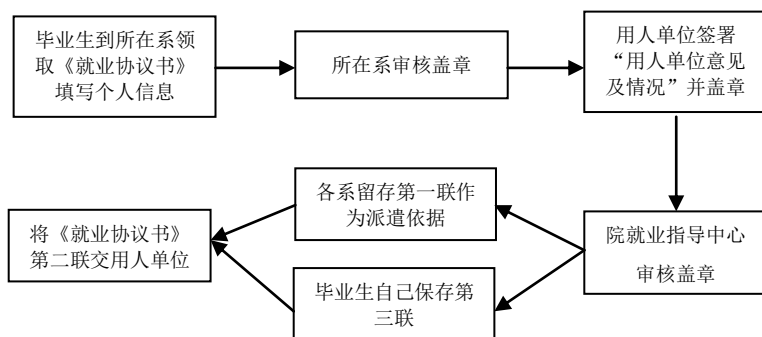 毕业生到所在系领
取《就业协议书》
填写个人信息
所在系审核盖章
用人单位签署
“用人单位意见
及情况”并盖章
院就业指导中心
审核盖章
各系留存第一联作
为派遣依据
毕业生自己保存第
三联
将《就业协议书》
第二联交用人单位